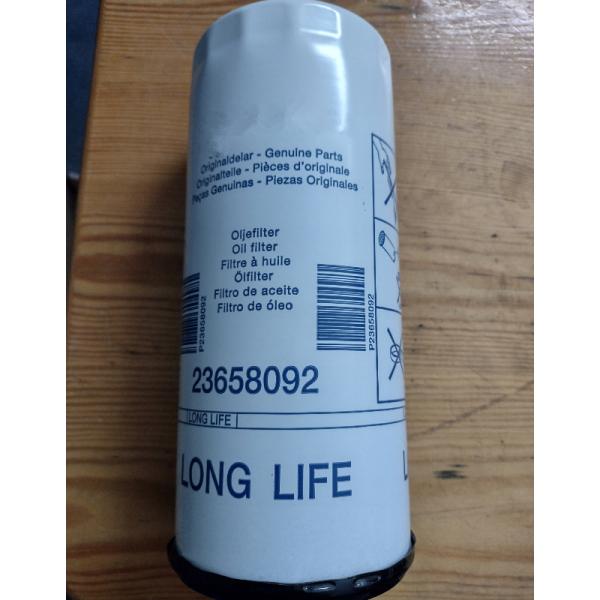 Originaldelar - Genuine Parts
Originalteile - Pièces d'origine
Peças Genuinas - Piezas Originales
Oljefilter
Oil filter
Filtre à huile
Ölfilter
Filtro de aceite
Filtro de óleo
P23658092
P23658092
23658092
LONG LIFE
LONG LIFE
L